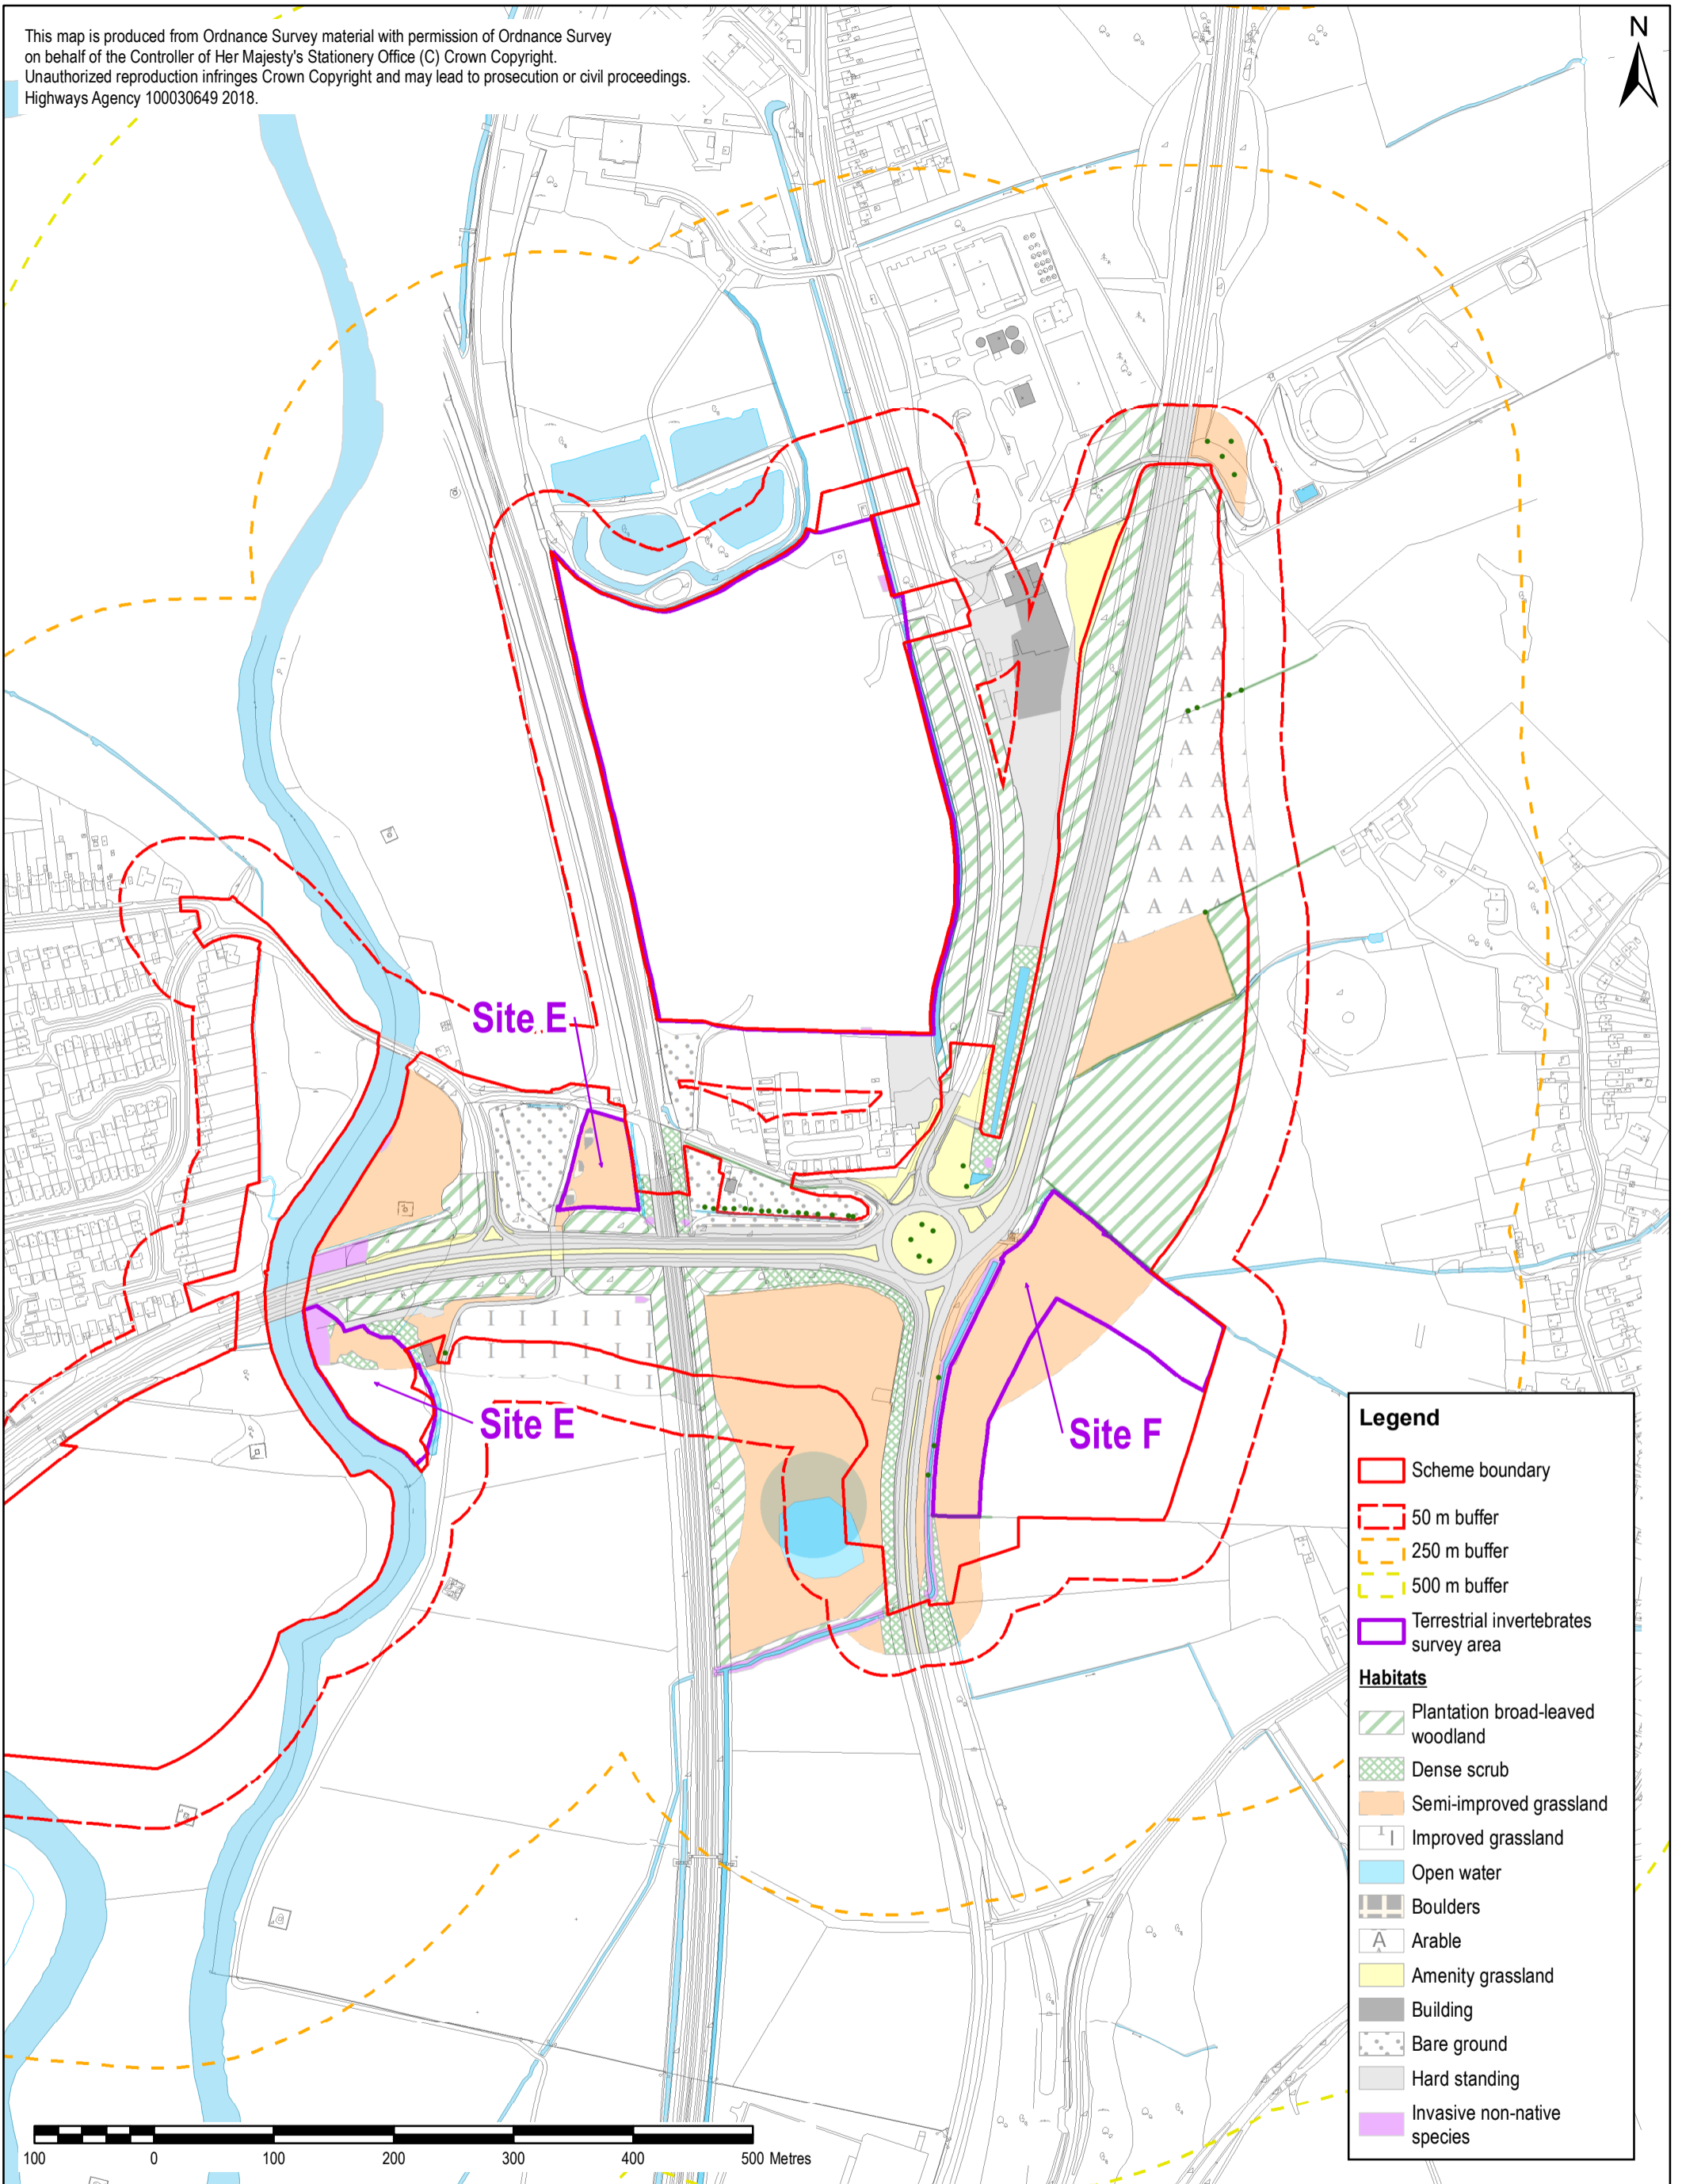 This map is produced from Ordnance Survey material with permission of Ordnance Survey
on behalf of the Controller of Her Majesty's Stationery Office (C) Crown Copyright.
Unauthorized reproduction infringes Crown Copyright and may lead to prosecution or civil proceedings.
Highways Agency 100030649 2018.
N
Site E
Site E
Site F
Legend
Scheme boundary
50 m buffer
250 m buffer
500 m buffer
Terrestrial invertebrates
survey area
Habitats
Plantation broad-leaved
woodland
Dense scrub
Semi-improved grassland
Improved grassland
Open water
Boulders
A Arable
Amenity grassland
Building
Bare ground
Hard standing
Invasive non-native
species
100 0 100 200 300 400 500 Metres